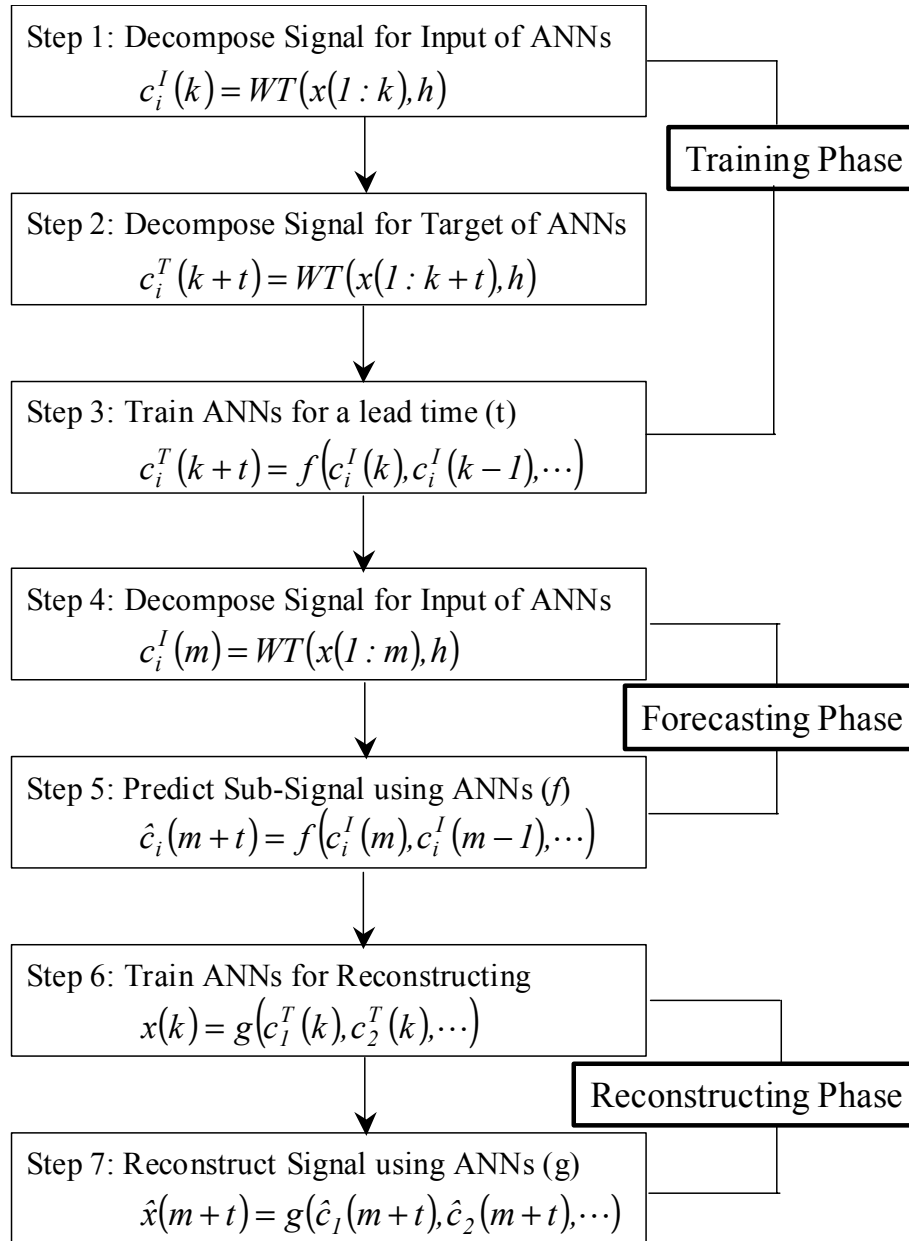 Step 1: Decompose Signal for Input of ANNs
c_i^I(k) = WT(x(1 : k), h)
Training Phase
Step 2: Decompose Signal for Target of ANNs
c_i^T(k + t) = WT(x(1 : k + t), h)
Step 3: Train ANNs for a lead time (t)
c_i^T(k + t) = f(c_i^I(k), c_i^I(k − 1), ⋯)
Step 4: Decompose Signal for Input of ANNs
c_i^I(m) = WT(x(1 : m), h)
Forecasting Phase
Step 5: Predict Sub-Signal using ANNs (f)
ĉ_i(m + t) = f(c_i^I(m), c_i^I(m − 1), ⋯)
Step 6: Train ANNs for Reconstructing
x(k) = g(c_1^T(k), c_2^T(k), ⋯)
Reconstructing Phase
Step 7: Reconstruct Signal using ANNs (g)
x̂(m + t) = g(ĉ_1(m + t), ĉ_2(m + t), ⋯)